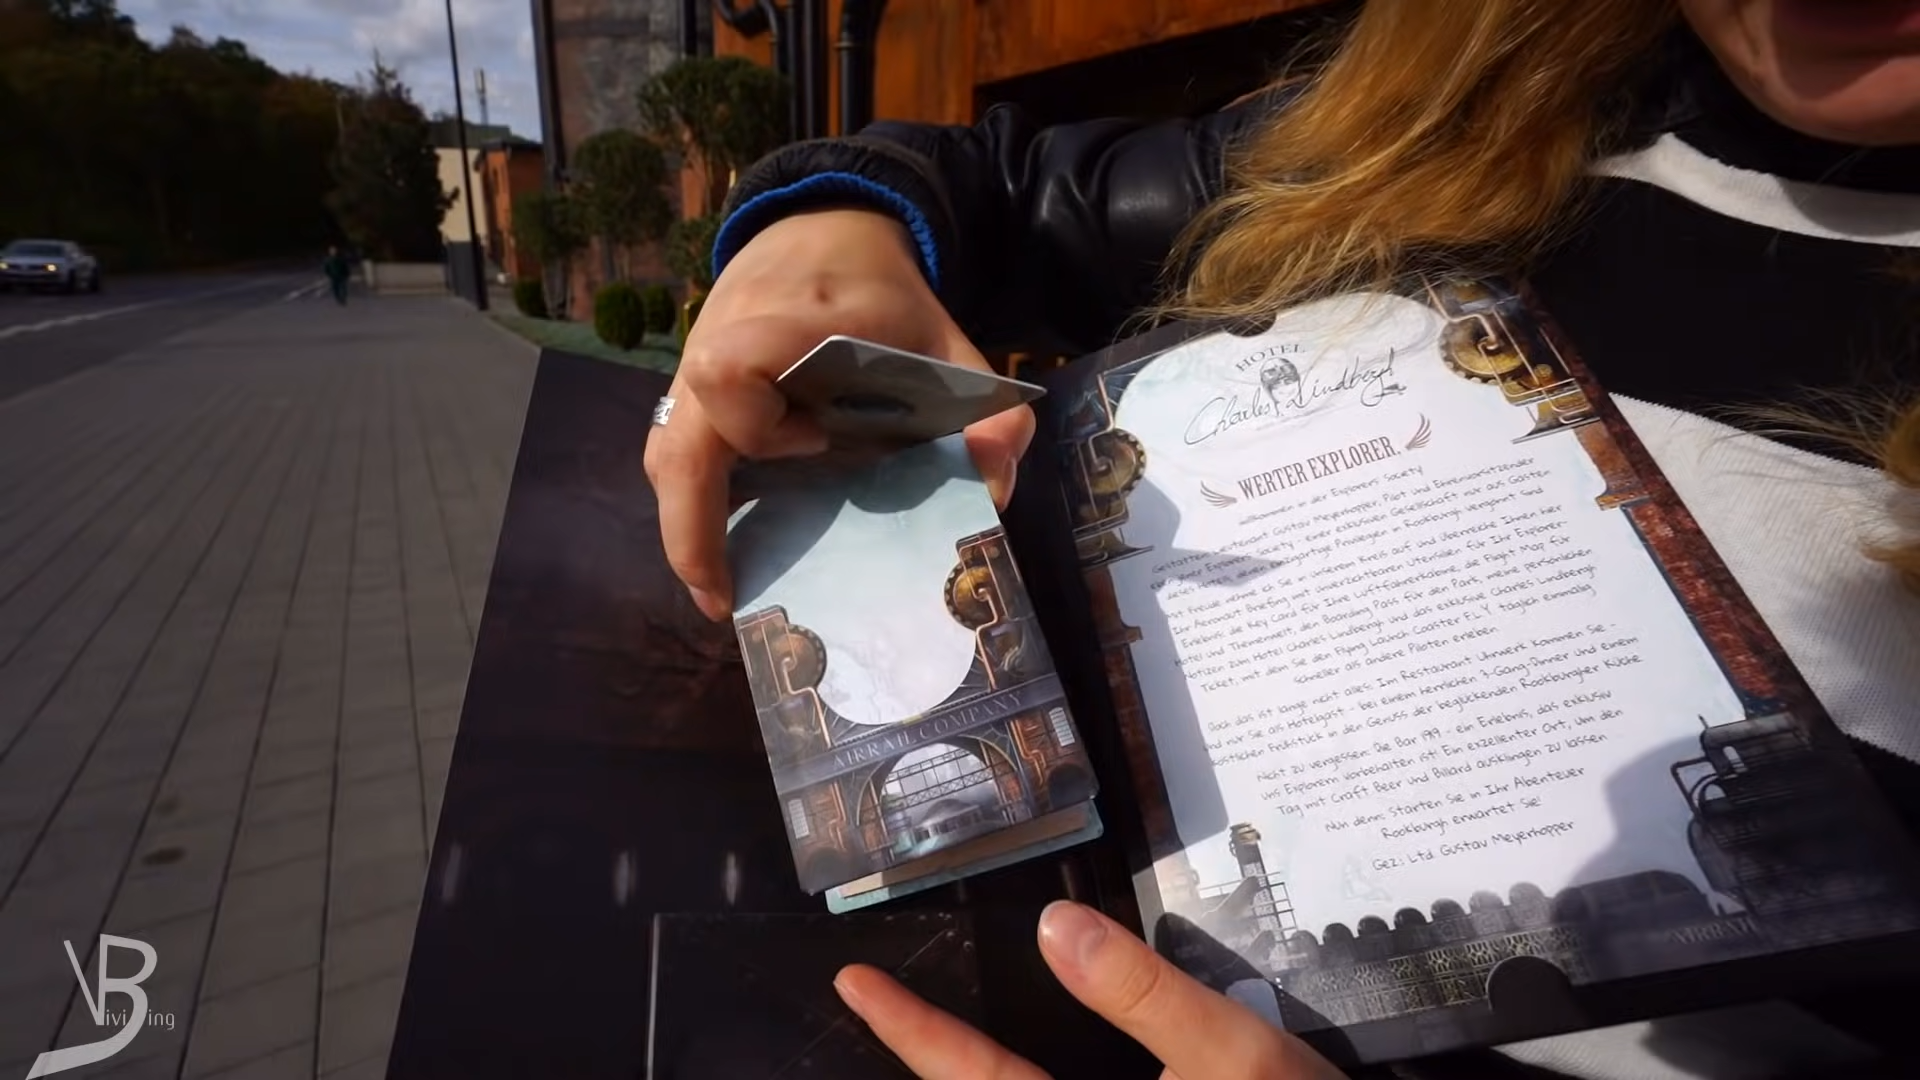 HOTEL
Charles Lindbergh
WERTER EXPLORER,
willkommen in der Explorers' Society
Gestatten, Leutenant Gustav Meyerhopper, Pilot und Ehrenvorsitzender
ebenjener Explorers' Society - einer exklusiven Gesellschaft nur aus Gästen
dieses Hotels, denen einzigartige Privilegien in Rookburgh vergönnt sind
Mit Freude nehme ich Sie in unserem Kreis auf und überreiche Ihnen hier
Ihr Aeronaut Briefing mit unverzichtbaren Utensilien für Ihr Explorer-
Erlebnis: die Key Card für Ihre Luftfahrerkabine, die Flight Map für
Hotel und Themenwelt, den Boarding Pass für den Park, meine persönlichen
Notizen zum Hotel Charles Lindbergh und das exklusive Charles Lindbergh
Ticket, mit dem Sie den Flying Launch Coaster F.L.Y. täglich einmalig
schneller als andere Piloten erleben.
Doch das ist lange nicht alles: Im Restaurant Uhrwerk kommen Sie -
und nur Sie als Hotelgast - bei einem herrlichen 3-Gang-Dinner und einem
köstlichen Frühstück in den Genuss der beglückenden Rookburgher Küche
Nicht zu vergessen: Die Bar 1919 - ein Erlebnis, das exklusiv
uns Explorern vorbehalten ist! Ein exzellenter Ort, um den
Tag mit Craft Beer und Billard ausklingen zu lassen
Nun denn: Starten Sie in Ihr Abenteuer
Rookburgh erwartet Sie!
Gez.: Ltd. Gustav Meyerhopper
AIRRAIL COMPANY
AIRRAIL
ViviBing